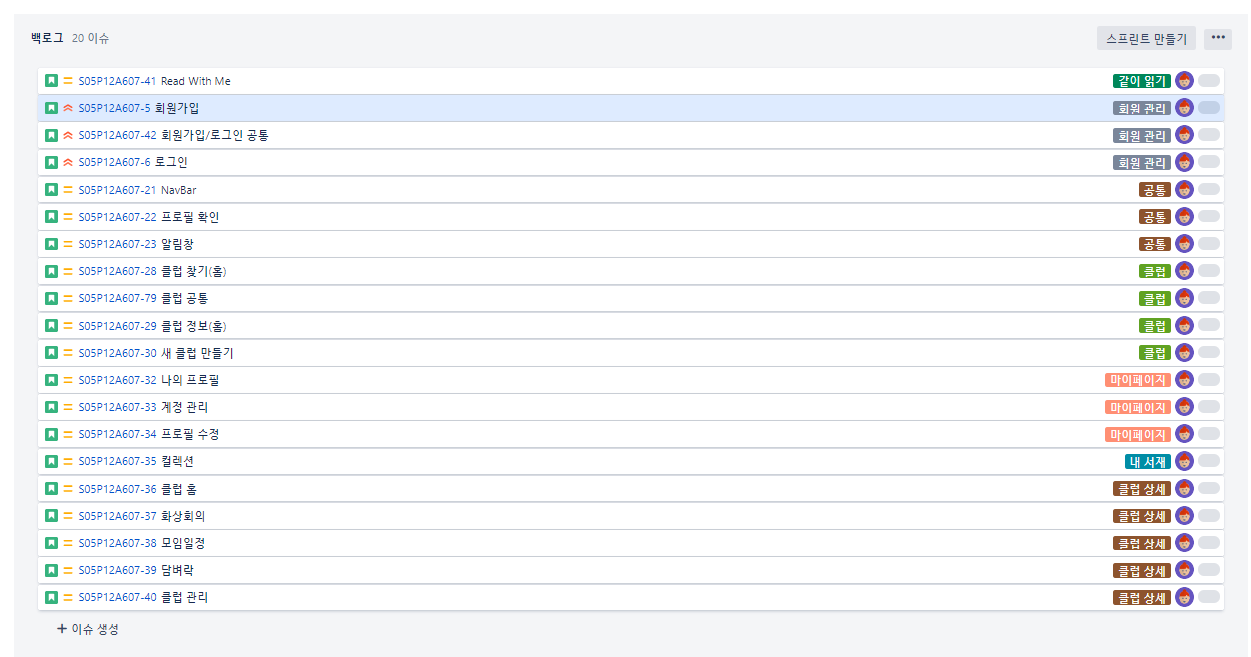 백로그 20 이슈 스프린트 만들기 •••
S05P12A607-41 Read With Me 같이 읽기
S05P12A607-5 회원가입 회원 관리
S05P12A607-42 회원가입/로그인 공통 회원 관리
S05P12A607-6 로그인 회원 관리
S05P12A607-21 NavBar 공통
S05P12A607-22 프로필 확인 공통
S05P12A607-23 알림창 공통
S05P12A607-28 클럽 찾기(홈) 클럽
S05P12A607-79 클럽 공통 클럽
S05P12A607-29 클럽 정보(홈) 클럽
S05P12A607-30 새 클럽 만들기 클럽
S05P12A607-32 나의 프로필 마이페이지
S05P12A607-33 계정 관리 마이페이지
S05P12A607-34 프로필 수정 마이페이지
S05P12A607-35 컬렉션 내 서재
S05P12A607-36 클럽 홈 클럽 상세
S05P12A607-37 화상회의 클럽 상세
S05P12A607-38 모임일정 클럽 상세
S05P12A607-39 담벼락 클럽 상세
S05P12A607-40 클럽 관리 클럽 상세
+ 이슈 생성